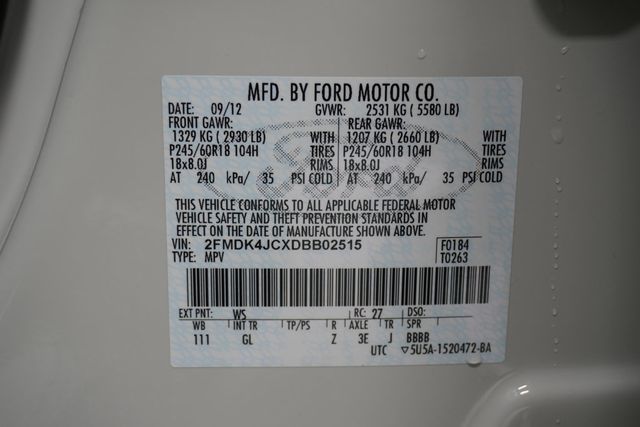 MFD. BY FORD MOTOR CO.
DATE: 09/12 GVWR: 2531 KG ( 5580 LB)
FRONT GAWR: REAR GAWR:
1329 KG ( 2930 LB) WITH 1207 KG ( 2660 LB) WITH
P245/60R18 104H TIRES P245/60R18 104H TIRES
18x8.0J RIMS 18x8.0J RIMS
AT 240 kPa/ 35 PSI COLD AT 240 kPa/ 35 PSI COLD
THIS VEHICLE CONFORMS TO ALL APPLICABLE FEDERAL MOTOR
VEHICLE SAFETY AND THEFT PREVENTION STANDARDS IN
EFFECT ON THE DATE OF MANUFACTURE SHOWN ABOVE.
VIN: 2FMDK4JCXDBB02515 F0184
TYPE: MPV T0263
EXT PNT: WS RC: 27 DSO:
WB INT TR TP/PS R AXLE TR SPR
111 GL Z 3E J BBBB
UTC ▽5U5A-1520472-BA